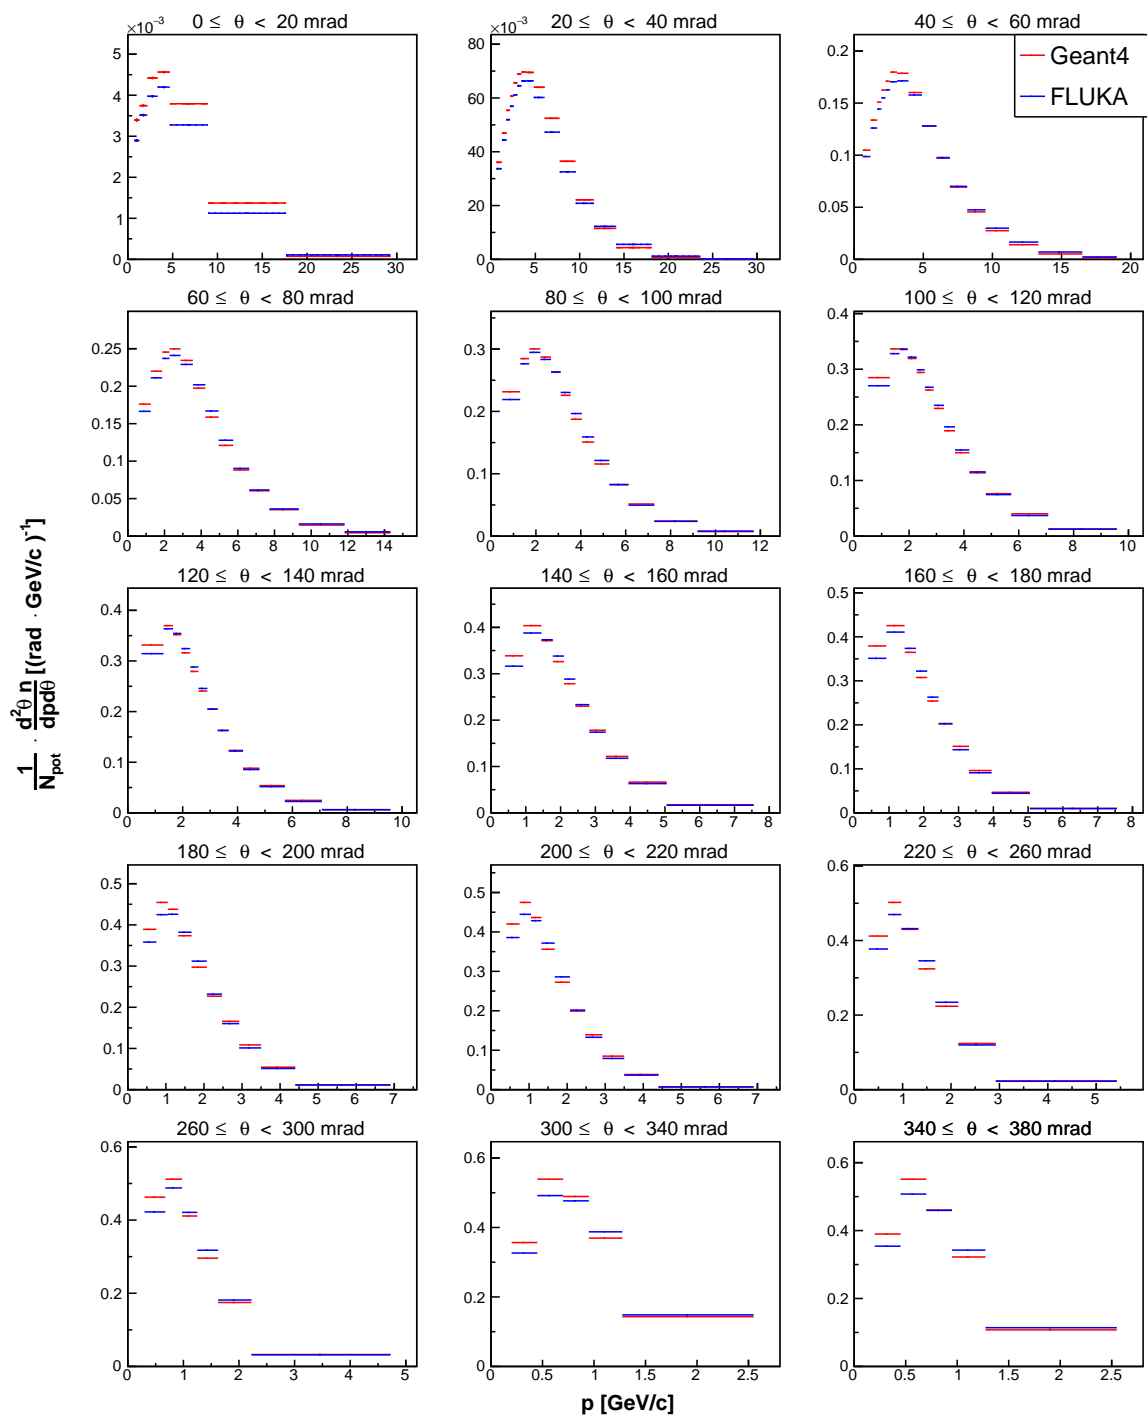 0 ≤ θ < 20 mrad
×10⁻³
5
4
3
2
1
0
0 5 10 15 20 25 30
20 ≤ θ < 40 mrad
×10⁻³
80
60
40
20
0
0 5 10 15 20 25 30
40 ≤ θ < 60 mrad
Geant4
FLUKA
0.2
0.15
0.1
0.05
0
0 5 10 15 20
60 ≤ θ < 80 mrad
0.25
0.2
0.15
0.1
0.05
0
0 2 4 6 8 10 12 14
80 ≤ θ < 100 mrad
0.3
0.2
0.1
0
0 2 4 6 8 10 12
100 ≤ θ < 120 mrad
0.4
0.3
0.2
0.1
0
0 2 4 6 8 10
120 ≤ θ < 140 mrad
0.4
0.3
0.2
0.1
0
0 2 4 6 8 10
140 ≤ θ < 160 mrad
0.4
0.3
0.2
0.1
0
0 1 2 3 4 5 6 7 8
160 ≤ θ < 180 mrad
0.5
0.4
0.3
0.2
0.1
0
0 1 2 3 4 5 6 7 8
180 ≤ θ < 200 mrad
0.5
0.4
0.3
0.2
0.1
0
0 1 2 3 4 5 6 7
200 ≤ θ < 220 mrad
0.5
0.4
0.3
0.2
0.1
0
0 1 2 3 4 5 6 7
220 ≤ θ < 260 mrad
0.6
0.4
0.2
0
0 1 2 3 4 5
260 ≤ θ < 300 mrad
0.6
0.4
0.2
0
0 1 2 3 4 5
300 ≤ θ < 340 mrad
0.6
0.4
0.2
0
0 0.5 1 1.5 2 2.5
340 ≤ θ < 380 mrad
0.6
0.4
0.2
0
0 0.5 1 1.5 2 2.5
1/N_pot · d²θ n/dpdθ [(rad · GeV/c )⁻¹]
p [GeV/c]